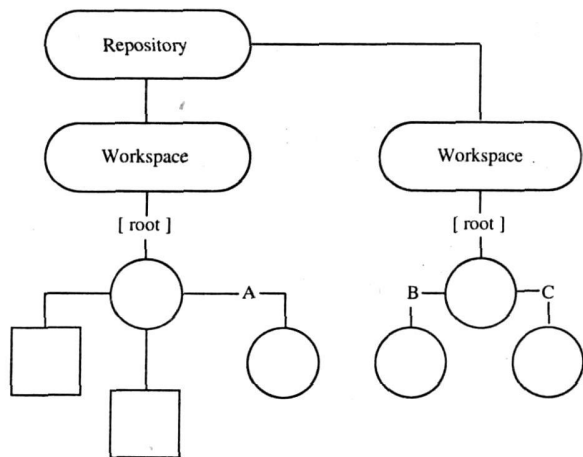 Repository
Workspace
Workspace
[ root ]
[ root ]
A
B
C